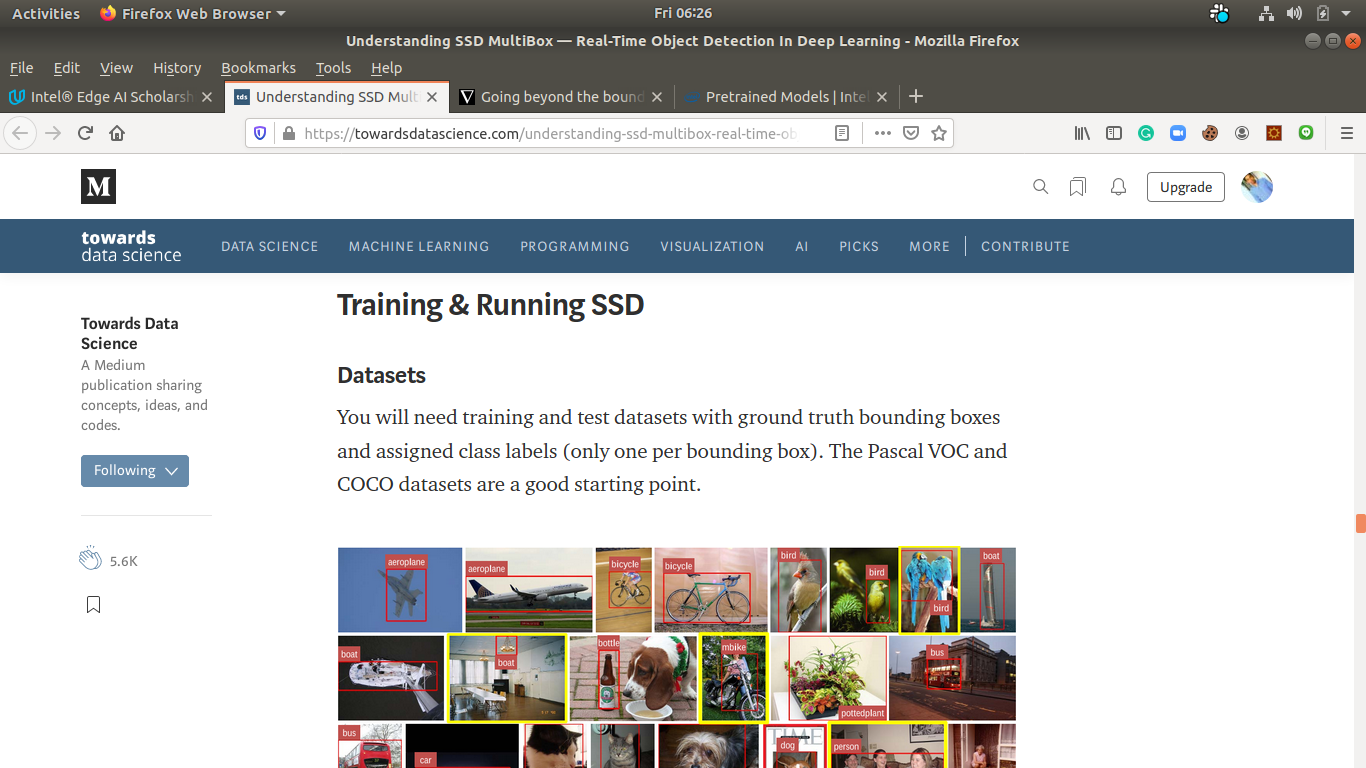 Activities Firefox Web Browser Fri 06:26
Understanding SSD MultiBox — Real-Time Object Detection In Deep Learning - Mozilla Firefox
File Edit View History Bookmarks Tools Help
Intel® Edge AI Scholarsh Understanding SSD Mult Going beyond the bound Pretrained Models | Intel
https://towardsdatascience.com/understanding-ssd-multibox-real-time-ob
M Upgrade
towards
data science DATA SCIENCE MACHINE LEARNING PROGRAMMING VISUALIZATION AI PICKS MORE CONTRIBUTE
Training & Running SSD
Towards Data
Science
A Medium
publication sharing
concepts, ideas, and
codes.
Following
5.6K
Datasets
You will need training and test datasets with ground truth bounding boxes
and assigned class labels (only one per bounding box). The Pascal VOC and
COCO datasets are a good starting point.
aeroplane aeroplane bicycle bicycle bird bird bird boat
boat boat bottle mbike pottedplant bus
bus car TIME dog person